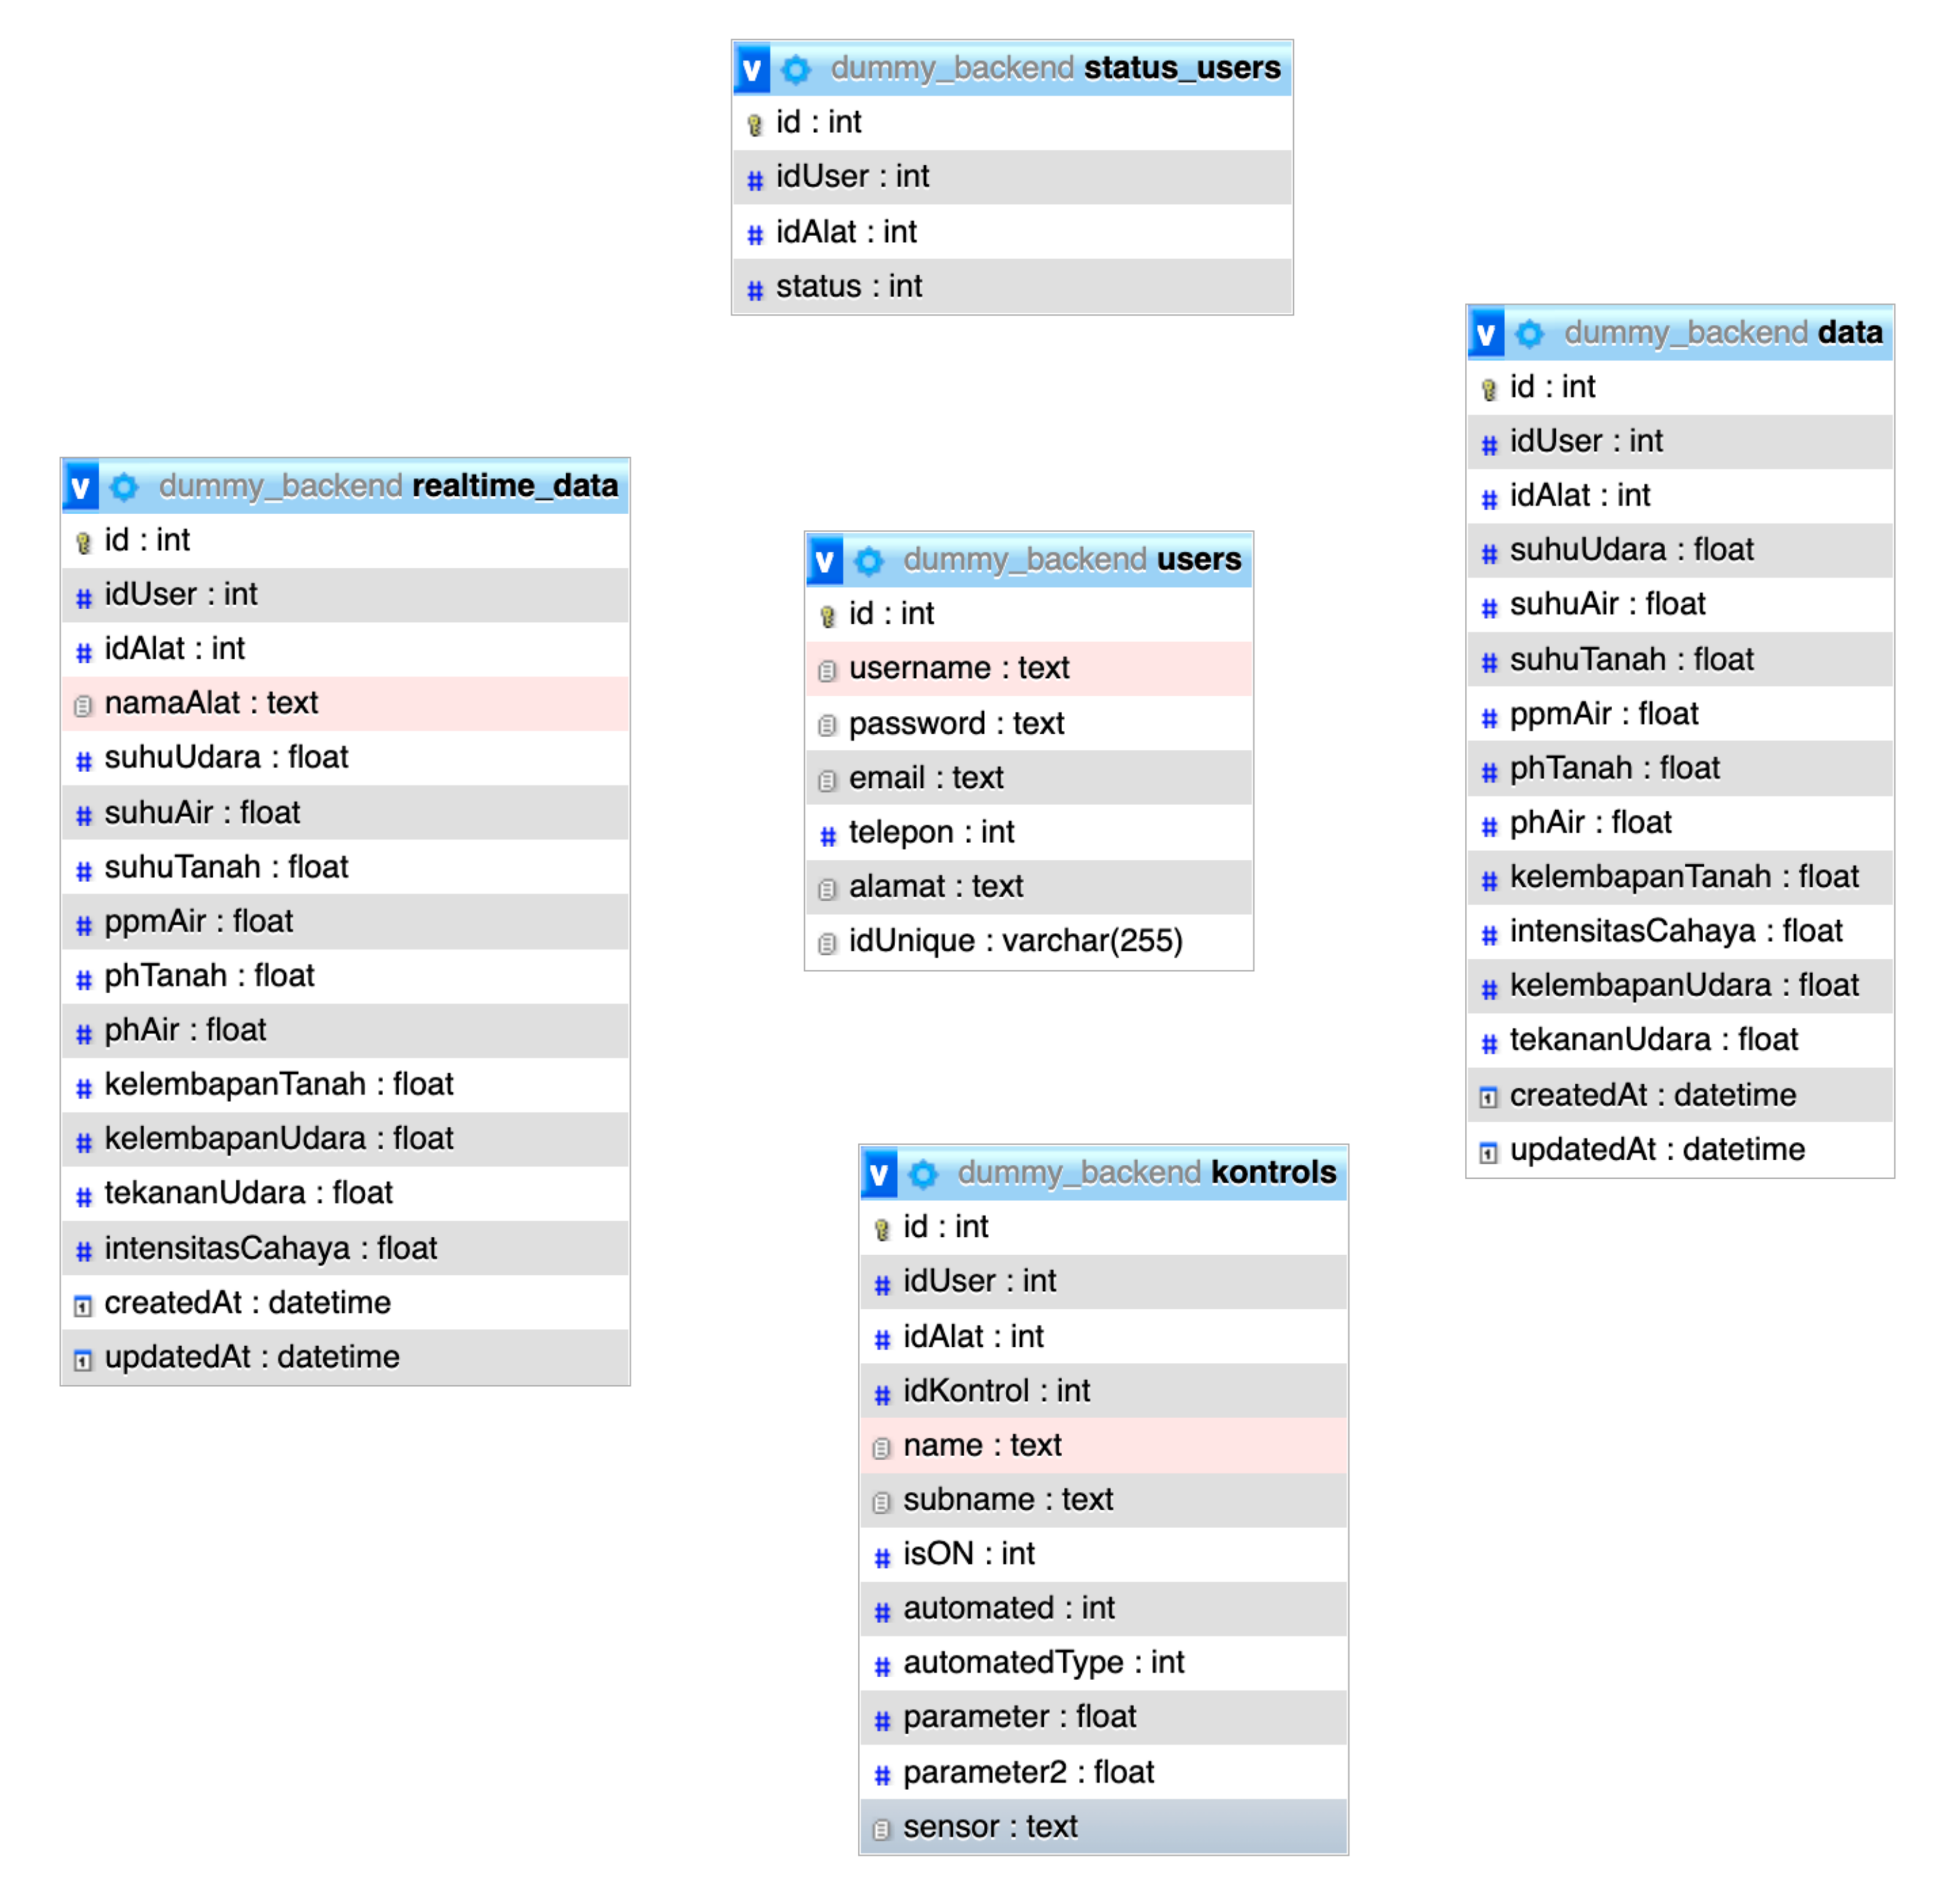 v dummy_backend status_users
id : int
# idUser : int
# idAlat : int
# status : int
v dummy_backend data
id : int
# idUser : int
# idAlat : int
# suhuUdara : float
# suhuAir : float
# suhuTanah : float
# ppmAir : float
# phTanah : float
# phAir : float
# kelembapanTanah : float
# intensitasCahaya : float
# kelembapanUdara : float
# tekananUdara : float
createdAt : datetime
updatedAt : datetime
v dummy_backend realtime_data
id : int
# idUser : int
# idAlat : int
namaAlat : text
# suhuUdara : float
# suhuAir : float
# suhuTanah : float
# ppmAir : float
# phTanah : float
# phAir : float
# kelembapanTanah : float
# kelembapanUdara : float
# tekananUdara : float
# intensitasCahaya : float
createdAt : datetime
updatedAt : datetime
v dummy_backend users
id : int
username : text
password : text
email : text
# telepon : int
alamat : text
idUnique : varchar(255)
v dummy_backend kontrols
id : int
# idUser : int
# idAlat : int
# idKontrol : int
name : text
subname : text
# isON : int
# automated : int
# automatedType : int
# parameter : float
# parameter2 : float
sensor : text